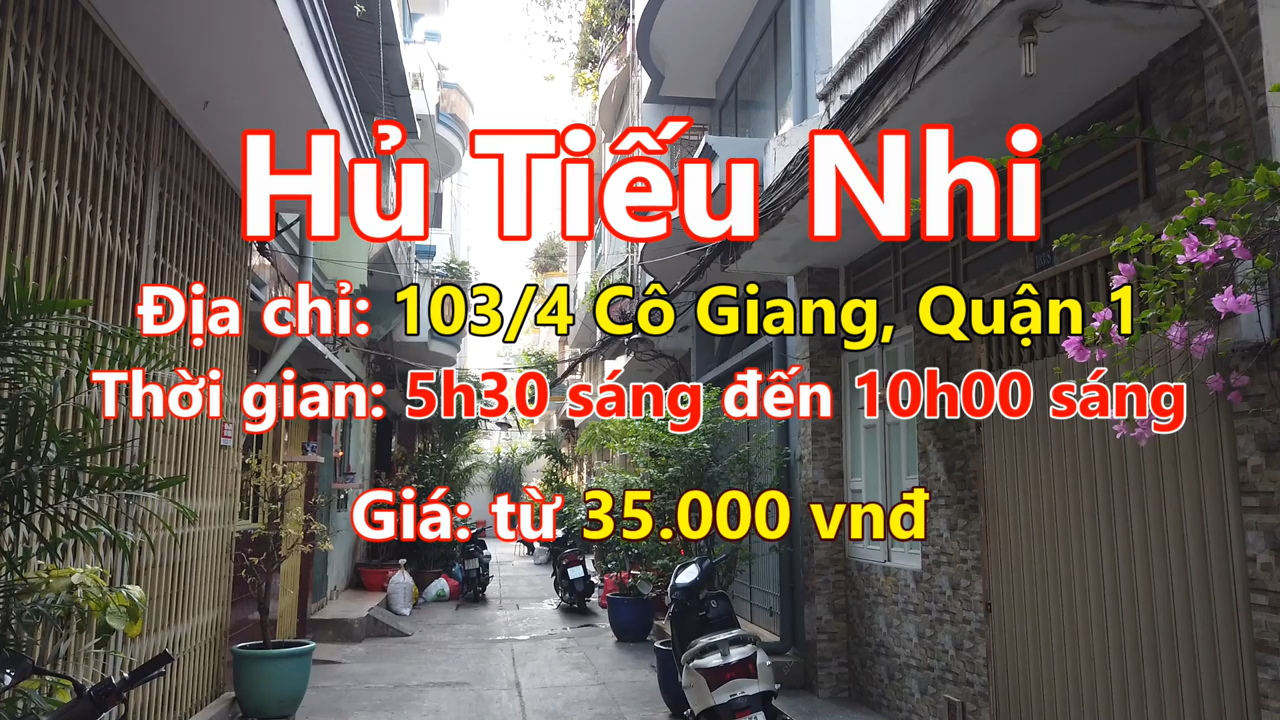 Hủ Tiếu Nhi
Địa chỉ: 103/4 Cô Giang, Quận 1
Thời gian: 5h30 sáng đến 10h00 sáng
Giá: từ 35.000 vnđ